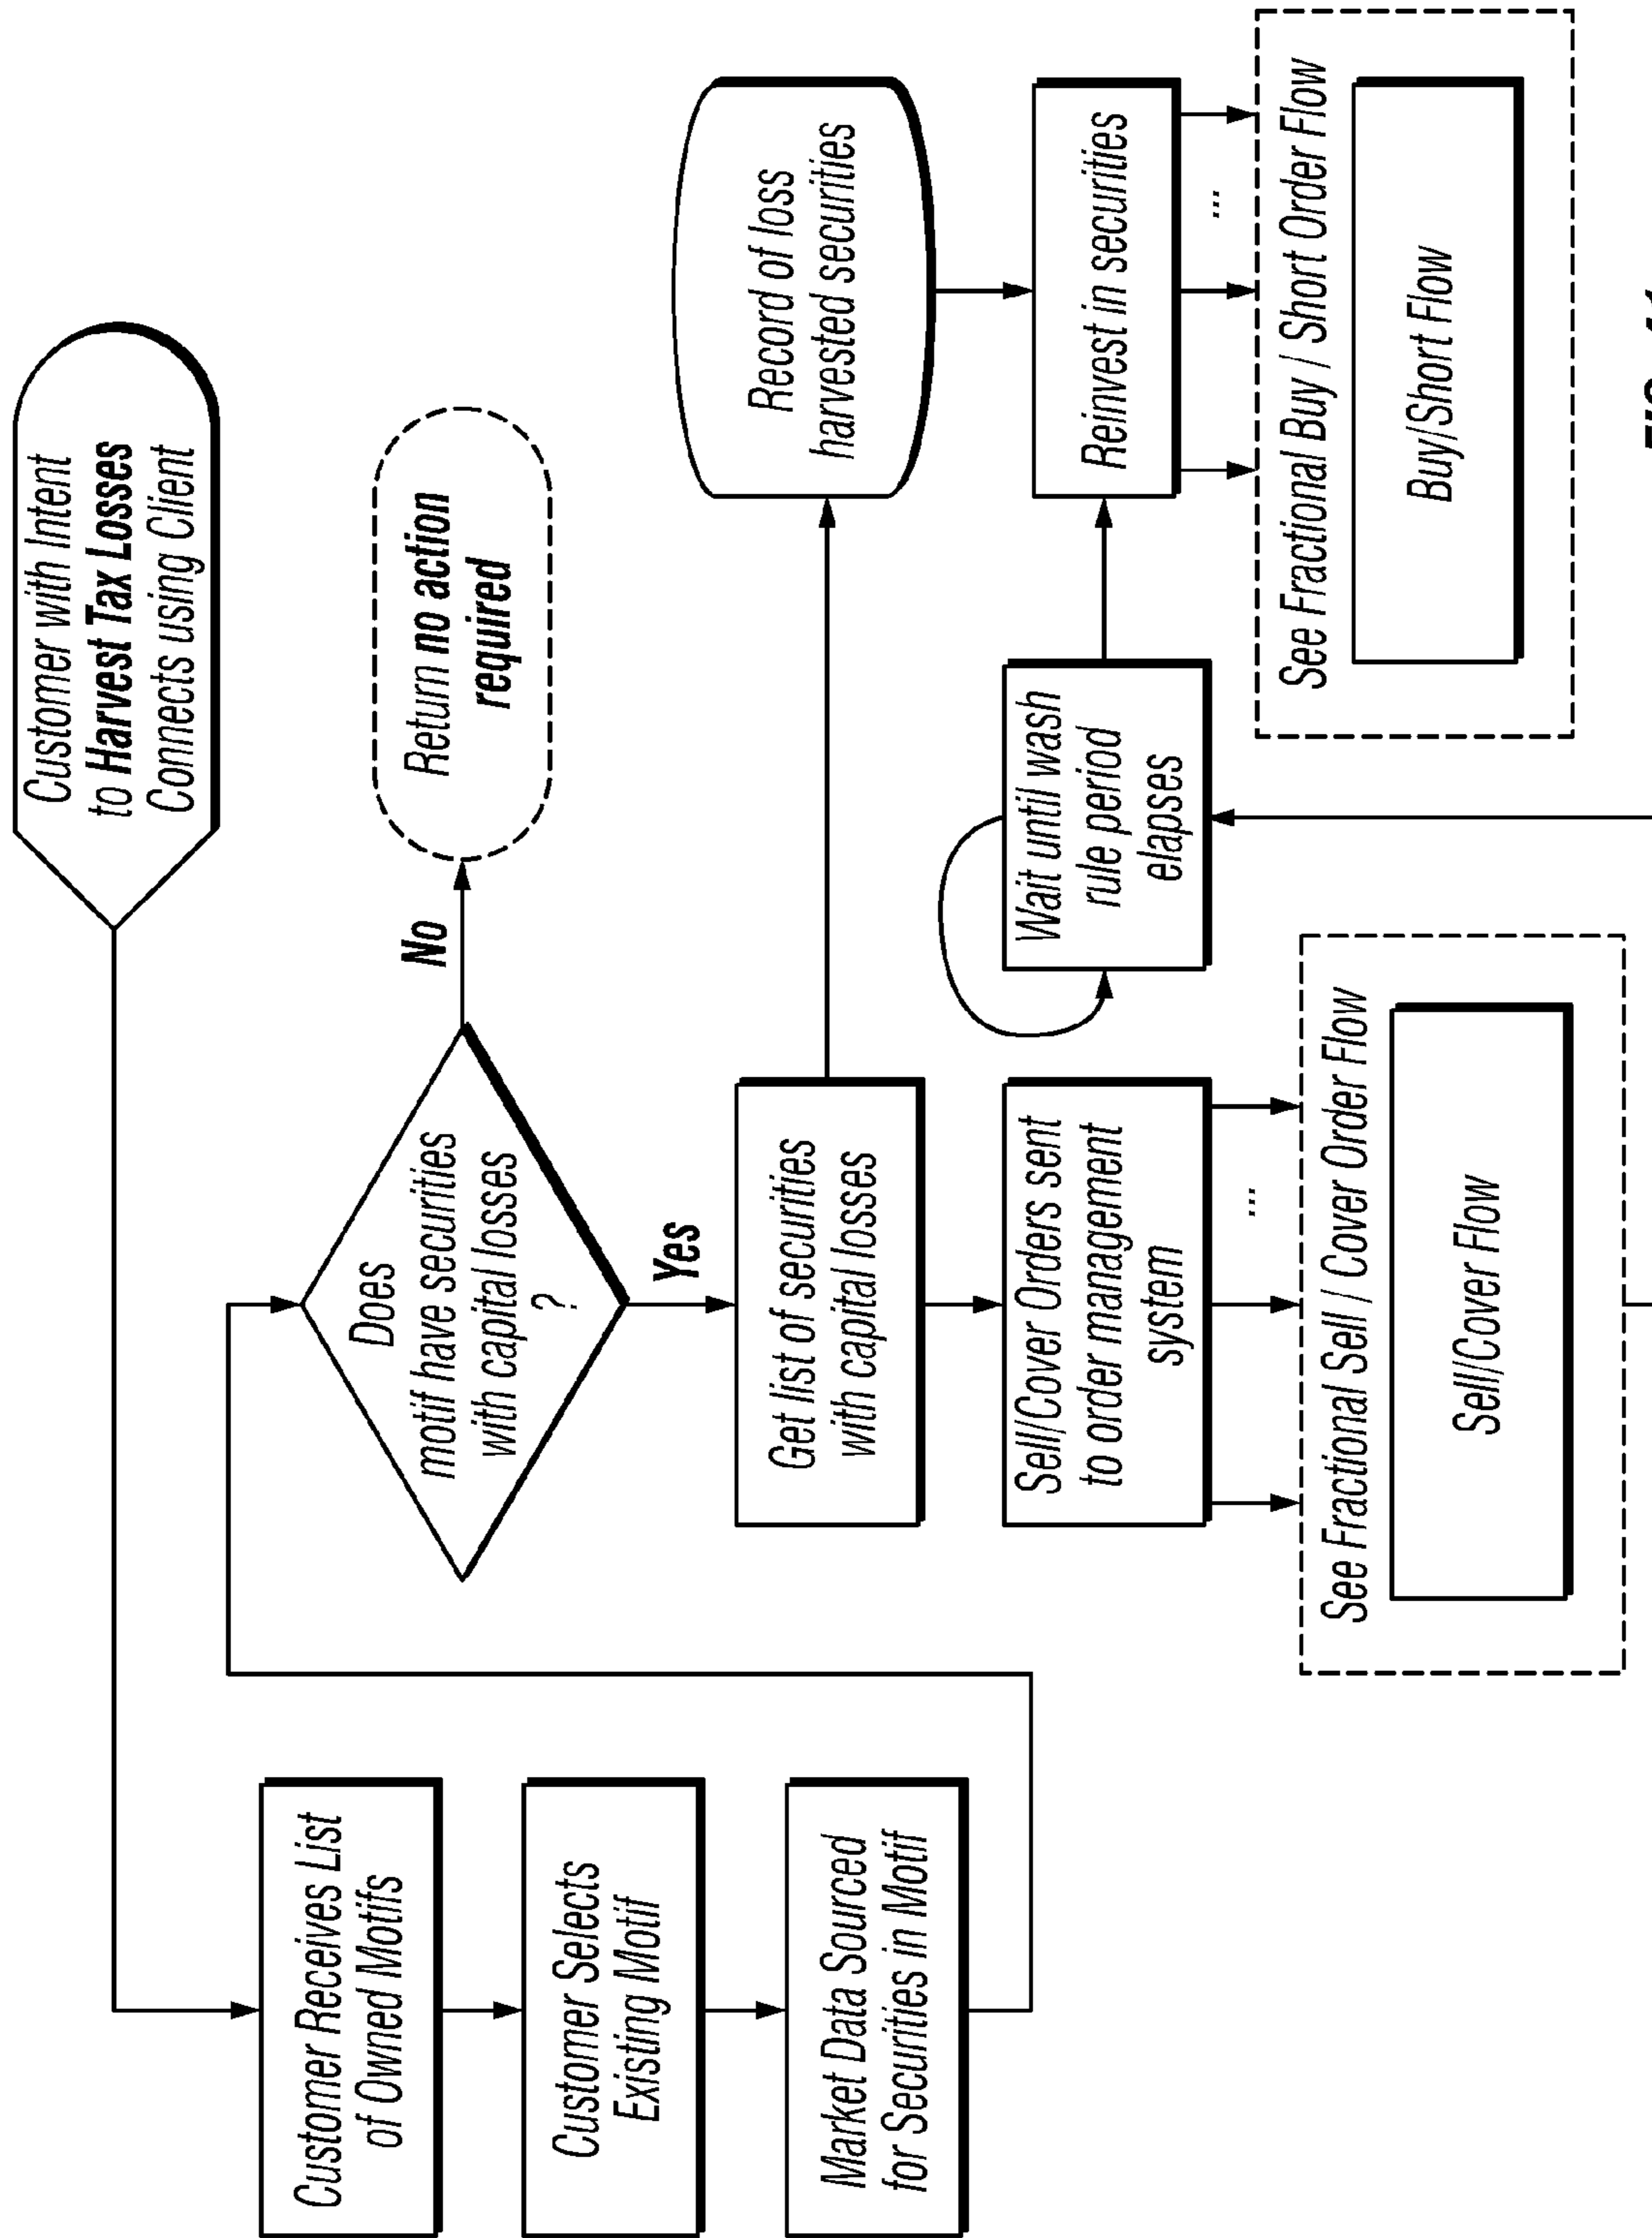 Customer with Intent
to Harvest Tax Losses
Connects using Client
Customer Receives List
of Owned Motifs
Customer Selects
Existing Motif
Market Data Sourced
for Securities in Motif
Does
motif have securities
with capital losses
?
No
Return no action
required
Yes
Get list of securities
with capital losses
Record of loss
harvested securities
Sell/Cover Orders sent
to order management
system
...
See Fractional Sell / Cover Order Flow
Sell/Cover Flow
Wait until wash
rule period
elapses
Reinvest in securities
...
See Fractional Buy / Short Order Flow
Buy/Short Flow